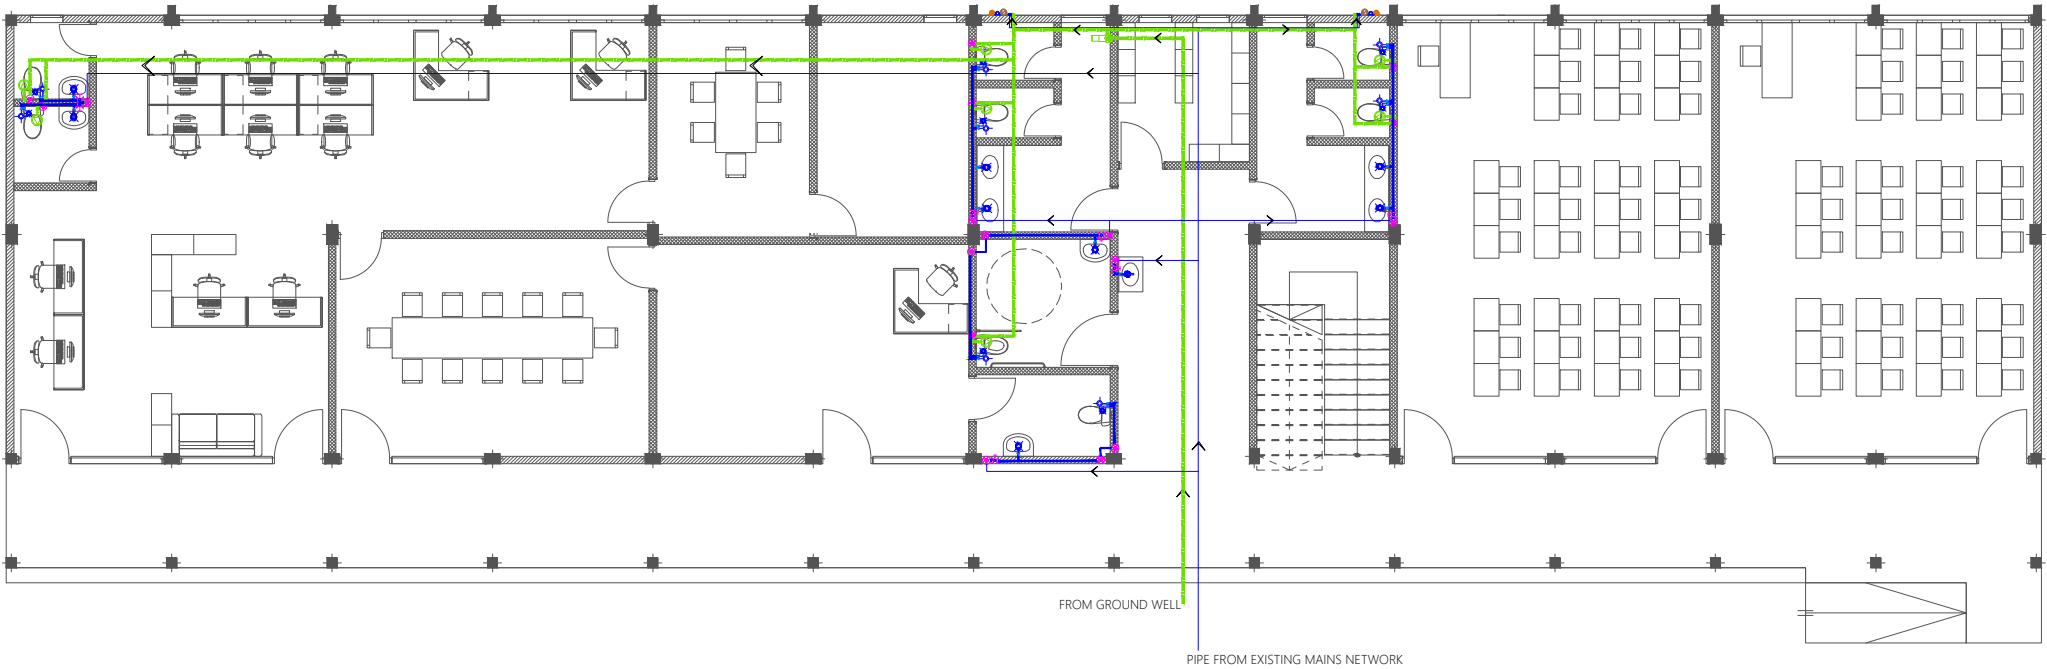 FROM GROUND WELL
PIPE FROM EXISTING MAINS NETWORK